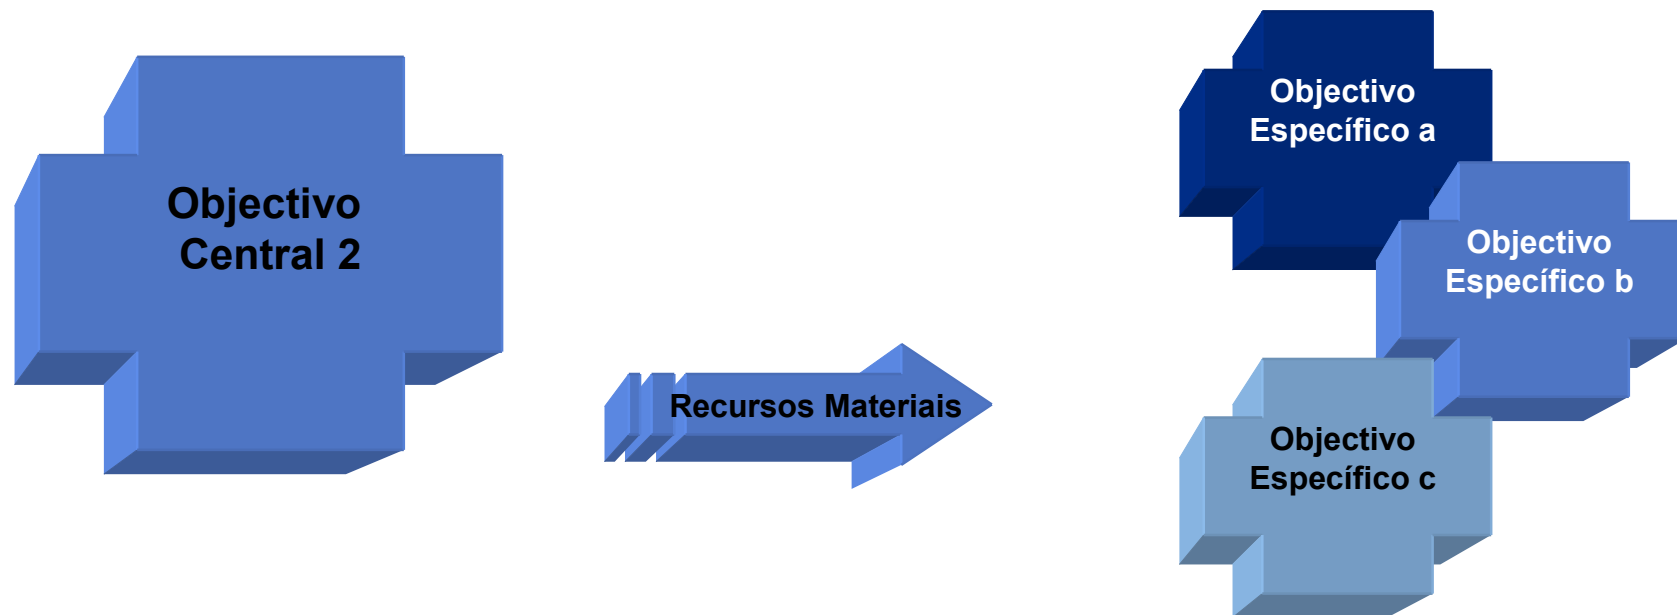 Objectivo
Central 2
Recursos Materiais
Objectivo
Específico a
Objectivo
Específico b
Objectivo
Específico c